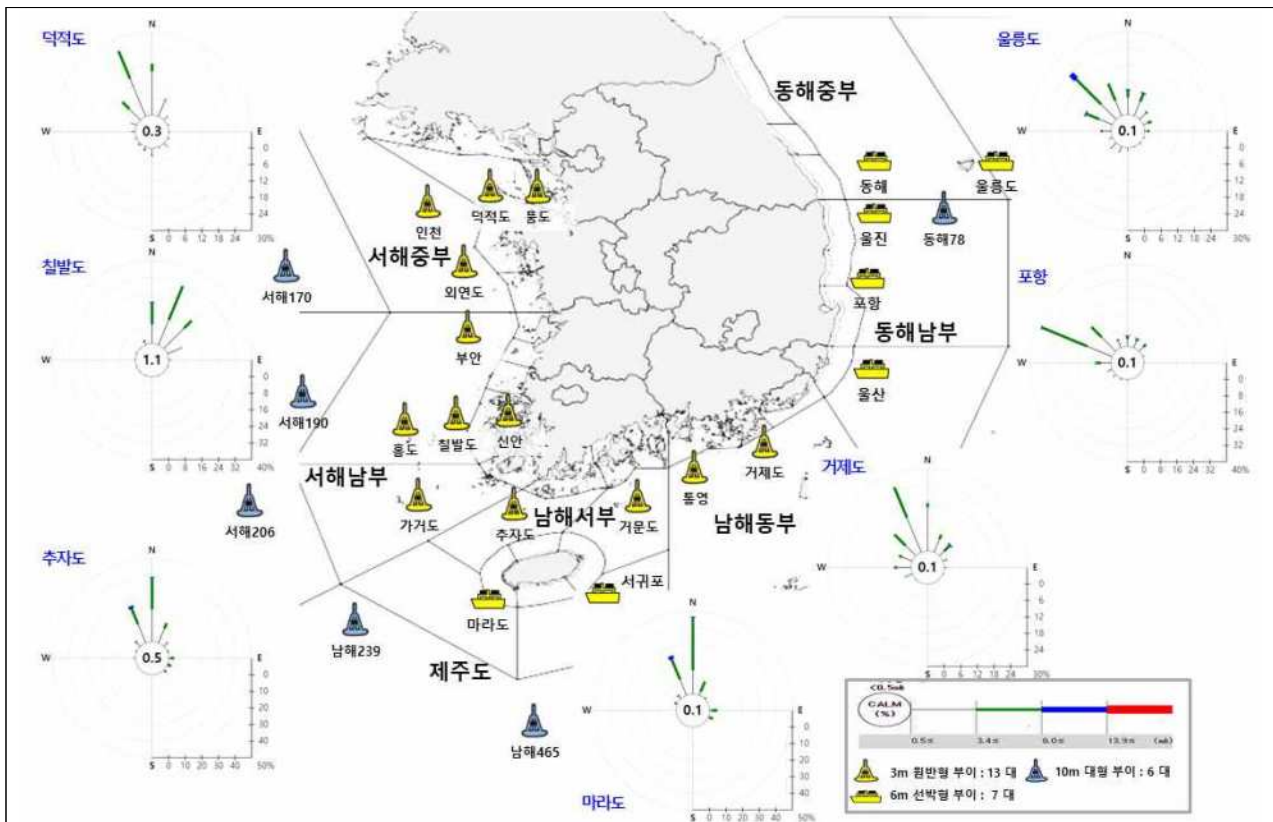 덕적도
N
W
E
0.3
0
6
12
18
24
S 0 6 12 18 24 30%
칠발도
N
W
E
1.1
0
8
16
24
32
S 0 8 16 24 32 40%
추자도
N
W
E
0.5
0
10
20
30
40
S 0 10 20 30 40 50%
울릉도
N
W
E
0.1
0
6
12
18
24
S 0 6 12 18 24 30%
포항
N
W
E
0.1
0
8
16
24
32
S 0 8 16 24 32 40%
거제도
N
W
E
0.1
0
6
12
18
24
S 0 6 12 18 24 30%
마라도
N
W
E
0.1
0
10
20
30
40
S 0 10 20 30 40 50%
동해중부
동해
울릉도
울진
동해78
포항
동해남부
울산
인천
덕적도
풍도
서해중부
외연도
서해170
부안
서해190
홍도
칠발도
신안
서해남부
서해206
가거도
추자도
남해서부
거문도
통영
거제도
남해동부
서귀포
마라도
남해239
제주도
남해465
<0.5㎧
CALM
(%)
0.5㎧ 3.4㎧ 8.0㎧ 13.9㎧ (㎧)
3m 원반형 부이 : 13 대
10m 대형 부이 : 6 대
6m 선박형 부이 : 7 대